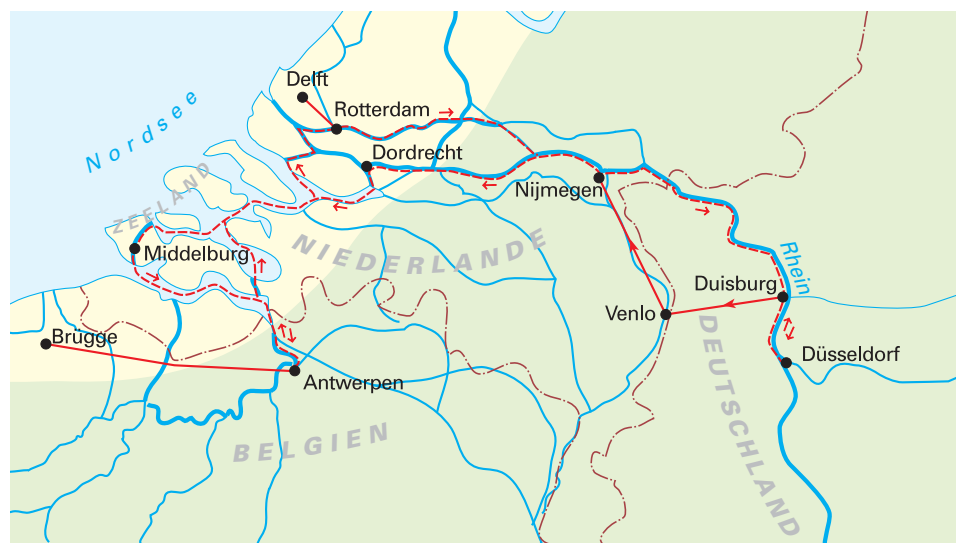 Delft
Nordsee
Rotterdam
Dordrecht
ZEELAND
Nijmegen
NIEDERLANDE
Middelburg
Rhein
Duisburg
Venlo
Brügge
DEUTSCHLAND
Düsseldorf
Antwerpen
BELGIEN